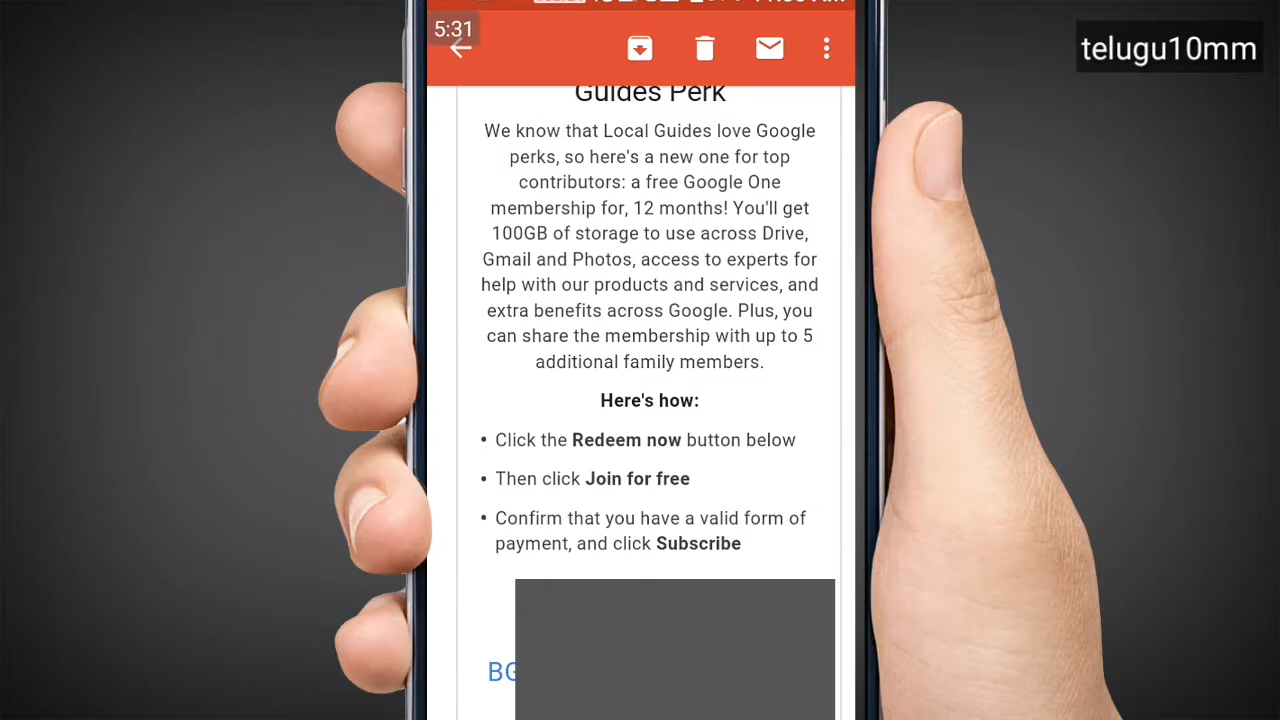 5:31
telugu10mm
Guides Perk
We know that Local Guides love Google
perks, so here's a new one for top
contributors: a free Google One
membership for, 12 months! You'll get
100GB of storage to use across Drive,
Gmail and Photos, access to experts for
help with our products and services, and
extra benefits across Google. Plus, you
can share the membership with up to 5
additional family members.
Here's how:
• Click the Redeem now button below
• Then click Join for free
• Confirm that you have a valid form of
payment, and click Subscribe